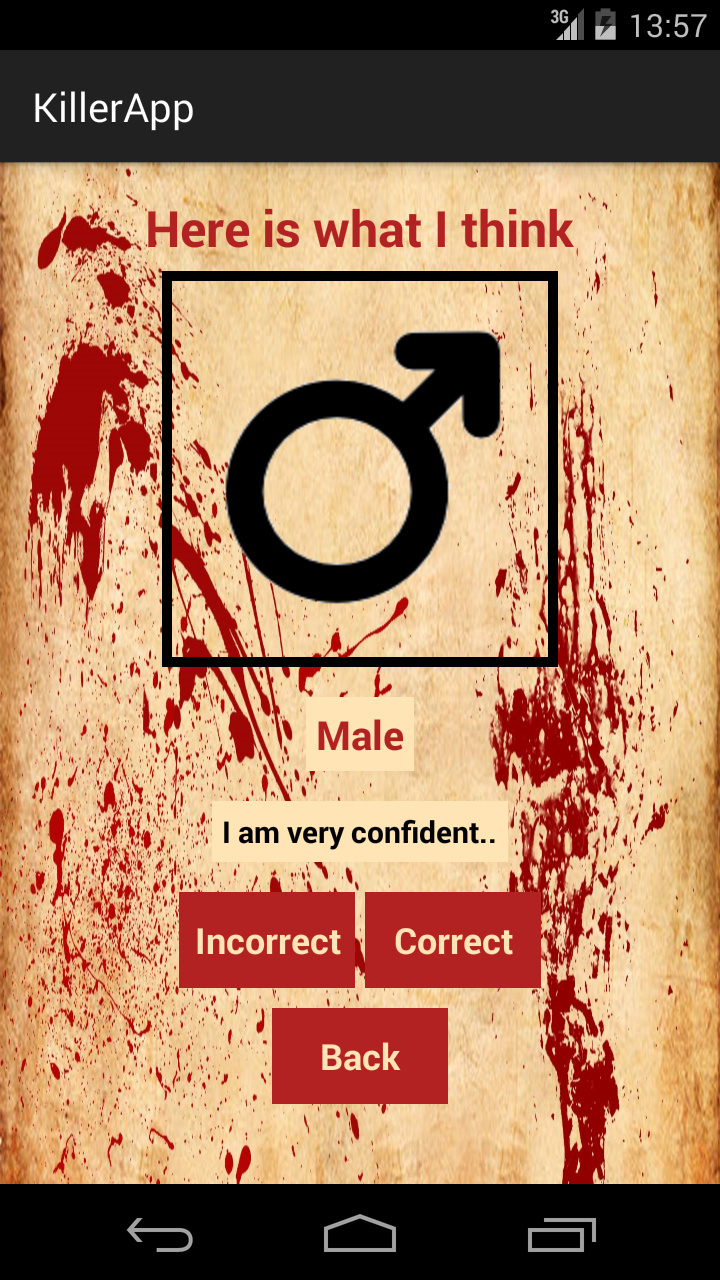 3G 13:57
KillerApp
Here is what I think
Male
I am very confident..
Incorrect Correct
Back